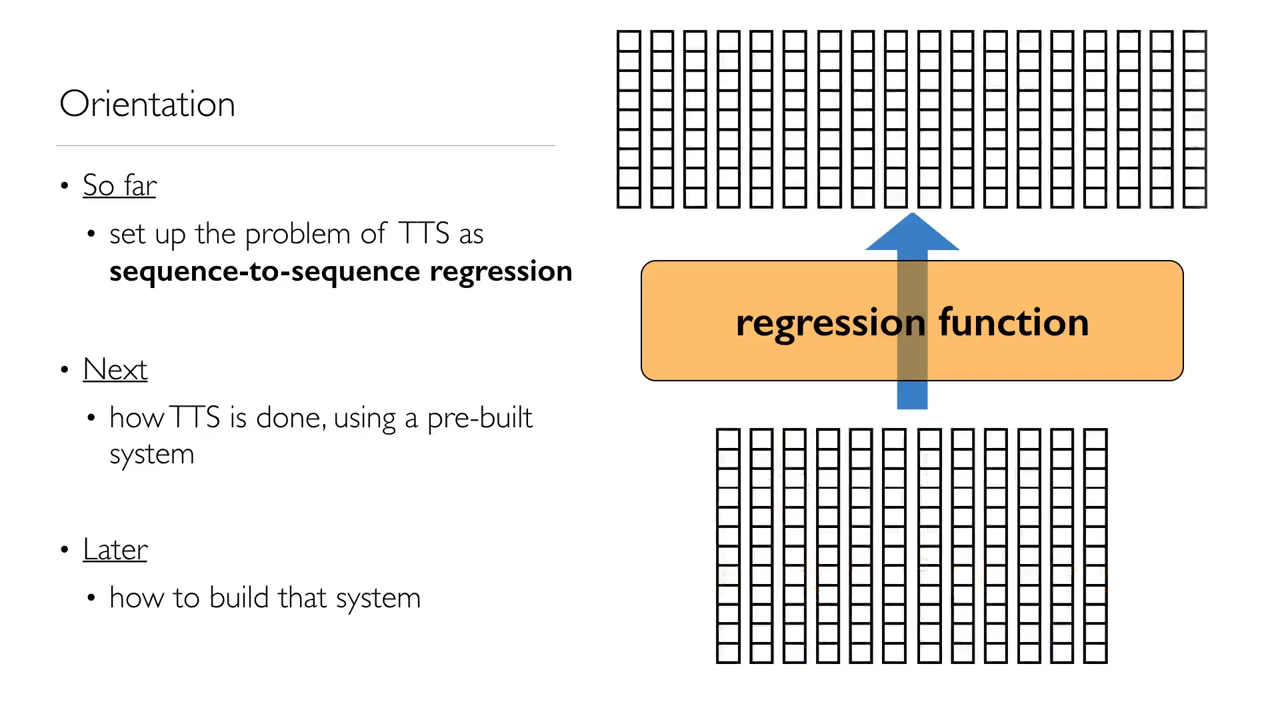 Orientation
• So far
• set up the problem of TTS as
sequence-to-sequence regression
• Next
• how TTS is done, using a pre-built
system
• Later
• how to build that system
regression function